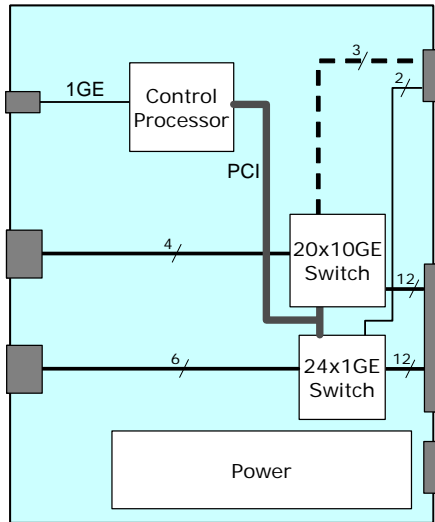 3
2
1GE
Control
Processor
PCI
4
20x10GE
Switch
12
6
24x1GE
Switch
12
Power